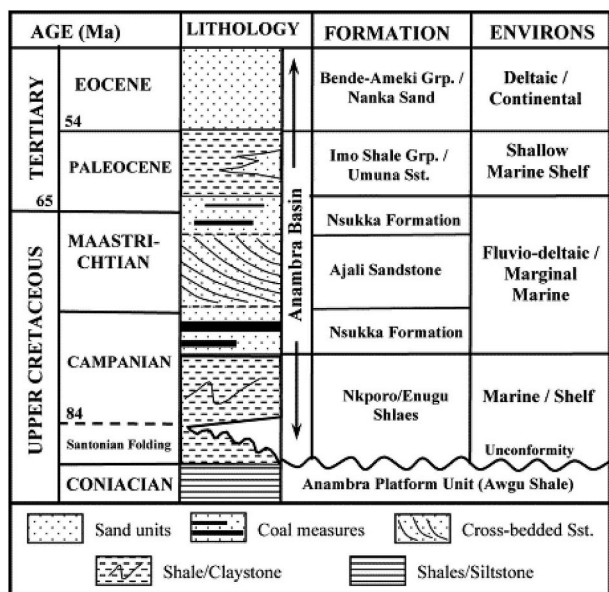 AGE (Ma) LITHOLOGY FORMATION ENVIRONS
TERTIARY
EOCENE
54
Bende-Ameki Grp. /
Nanka Sand
Deltaic /
Continental
PALEOCENE
65
Imo Shale Grp. /
Umuna Sst.
Shallow
Marine Shelf
Anambra Basin
UPPER CRETACEOUS
MAASTRI-
CHTIAN
Nsukka Formation
Ajali Sandstone
Nsukka Formation
Fluvio-deltaic /
Marginal
Marine
CAMPANIAN
84
Nkporo/Enugu
Shlaes
Marine / Shelf
Santonian Folding
Unconformity
CONIACIAN
Anambra Platform Unit (Awgu Shale)
Sand units
Coal measures
Cross-bedded Sst.
Shale/Claystone
Shales/Siltstone